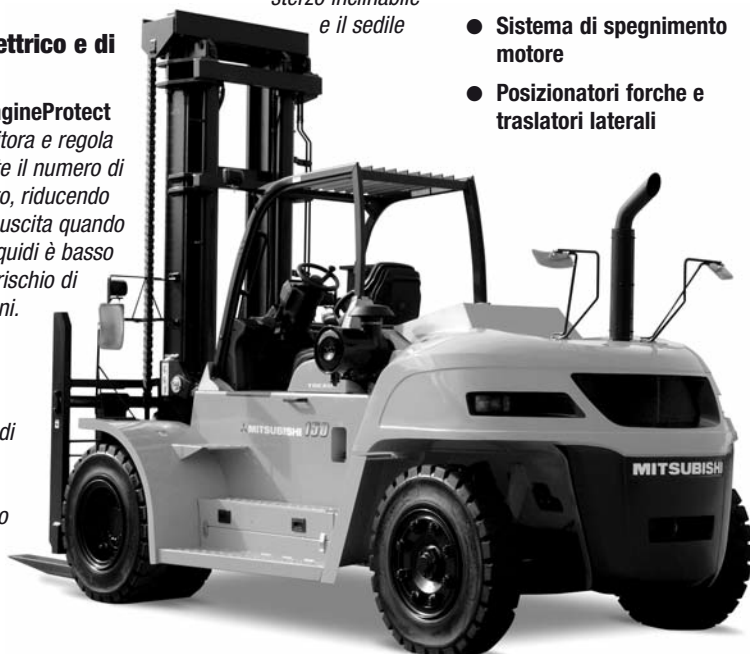 sterzo inclinabile
e il sedile
ettrico e di
gineProtect
itora e regola
e il numero di
o, riducendo
uscita quando
quidi è basso
rischio di
ni.
di
o
● Sistema di spegnimento
motore
● Posizionatori forche e
traslatori laterali
MITSUBISHI 150
MITSUBISHI